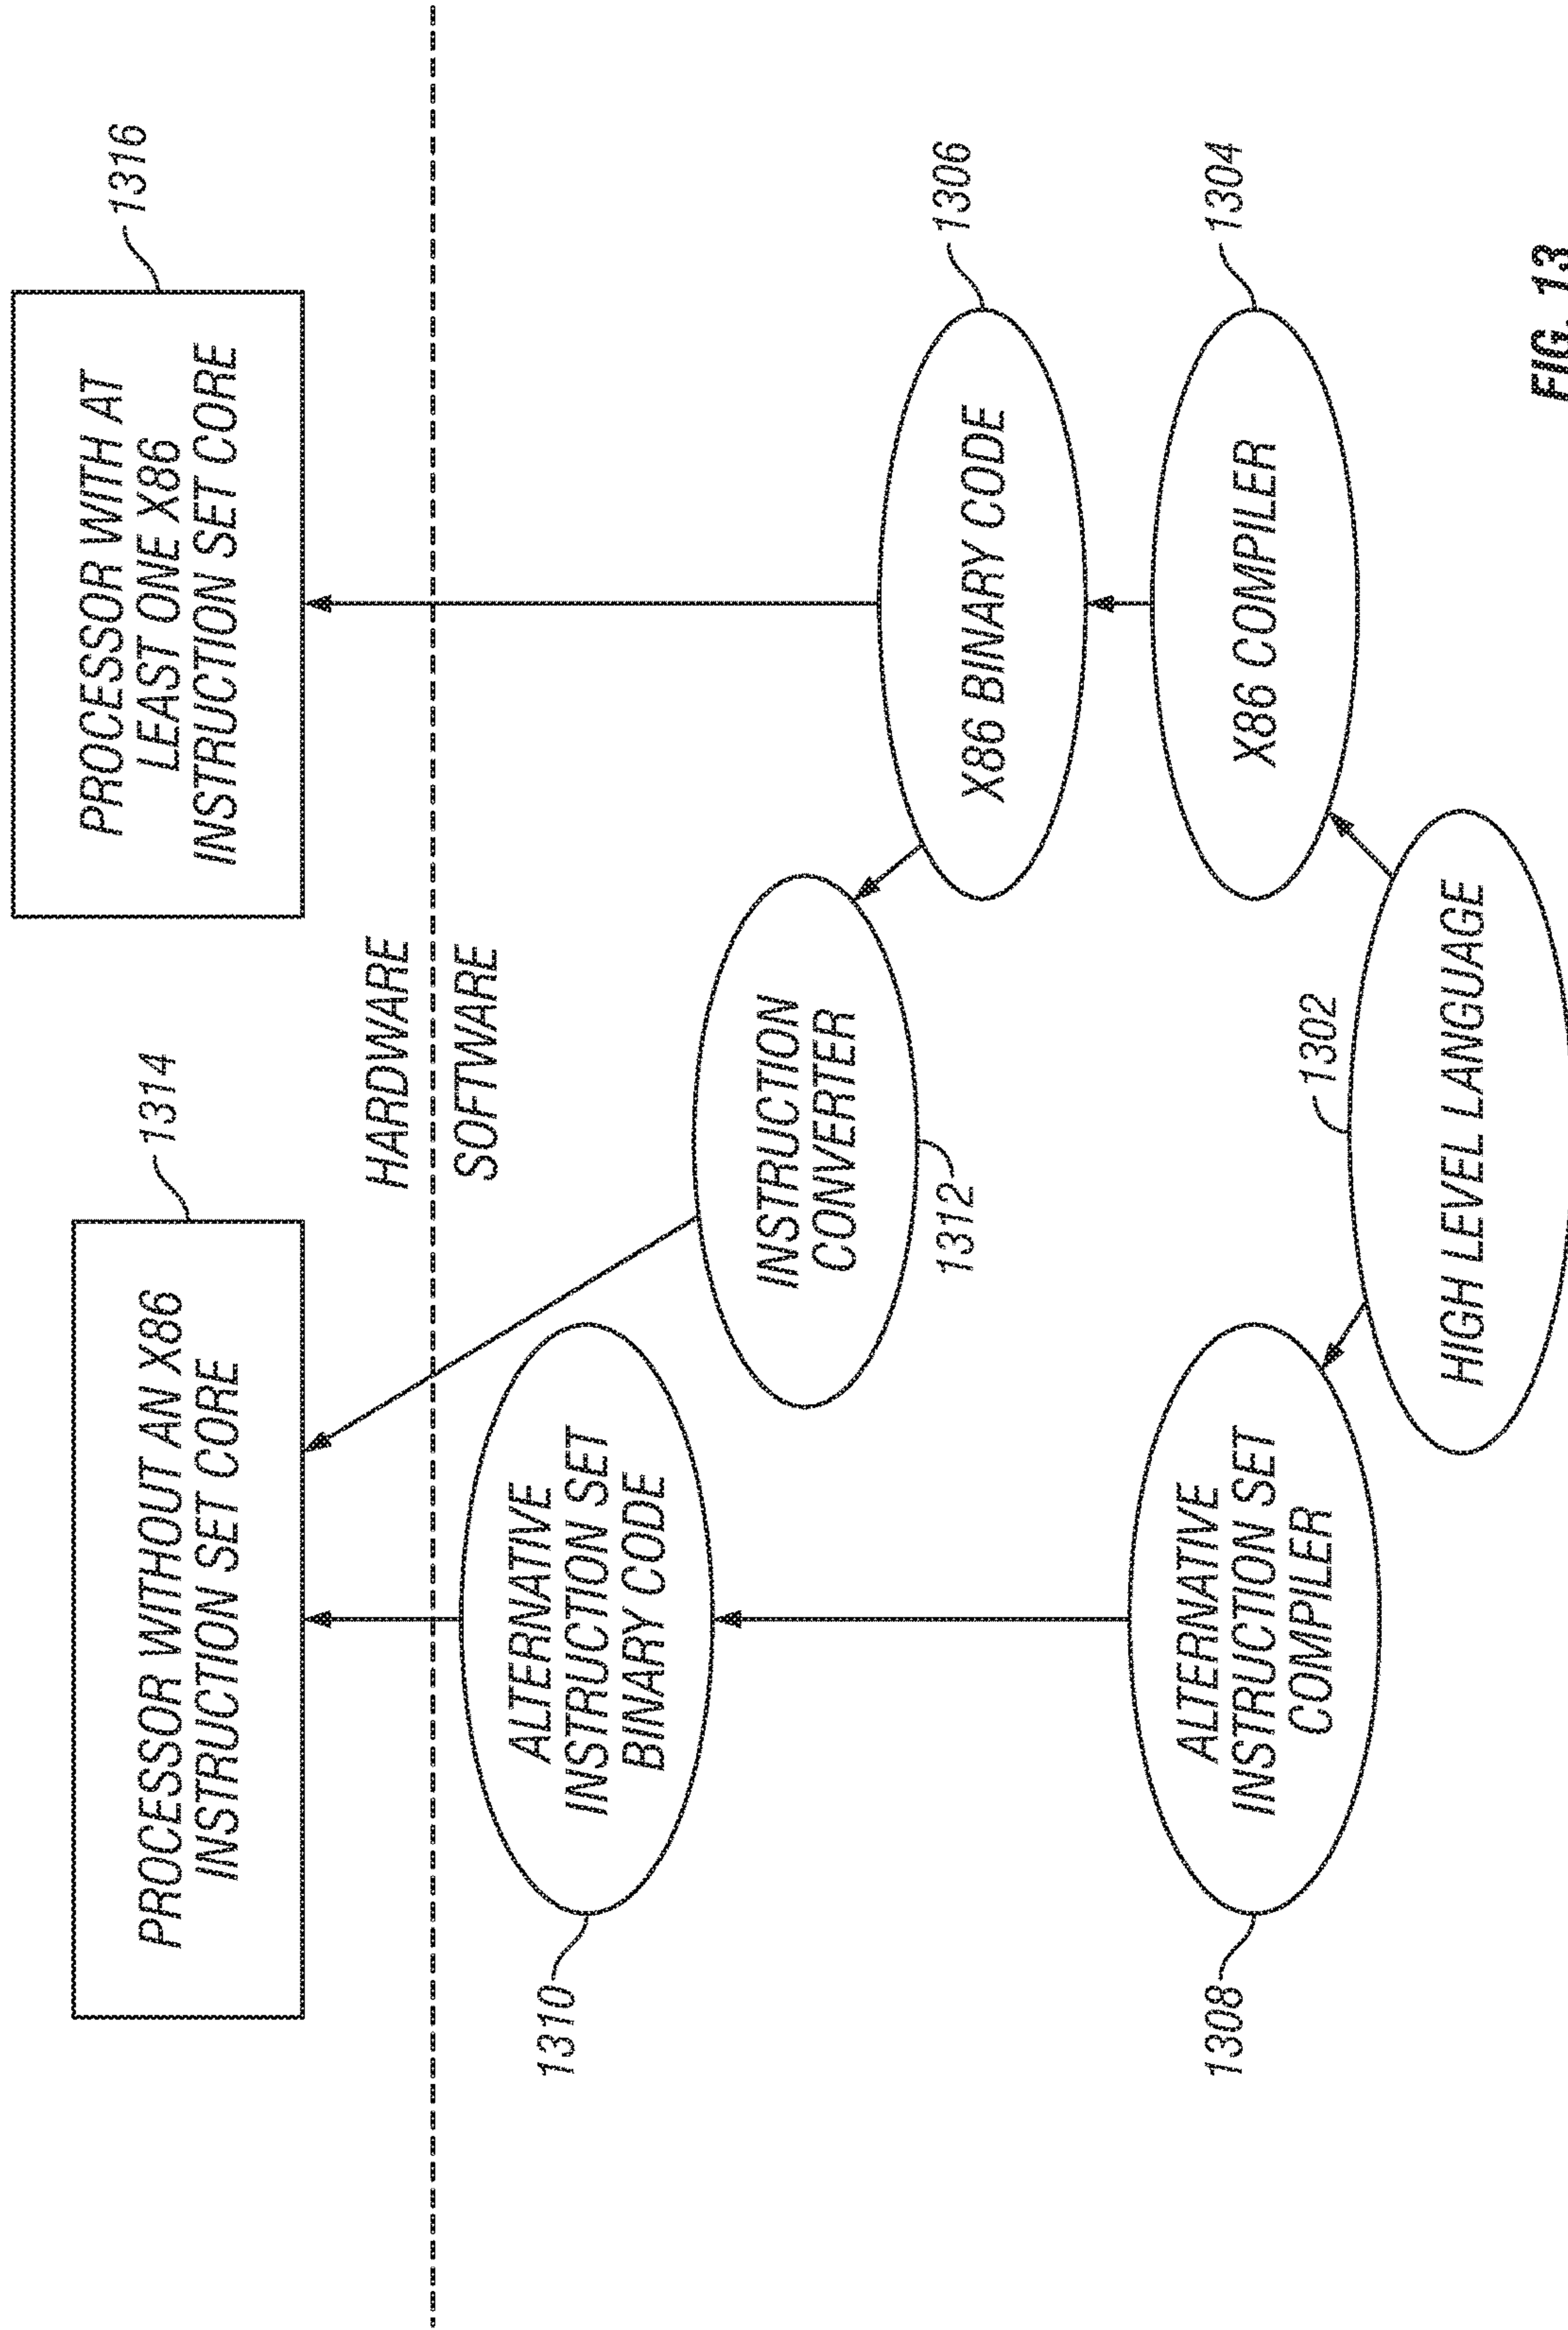 PROCESSOR WITHOUT AN X86
INSTRUCTION SET CORE
1314
PROCESSOR WITH AT
LEAST ONE X86
INSTRUCTION SET CORE
1316
HARDWARE
SOFTWARE
1310
ALTERNATIVE
INSTRUCTION SET
BINARY CODE
INSTRUCTION
CONVERTER
1312
X86 BINARY CODE
1306
1308
ALTERNATIVE
INSTRUCTION SET
COMPILER
X86 COMPILER
1304
1302
HIGH LEVEL LANGUAGE
FIG. 13